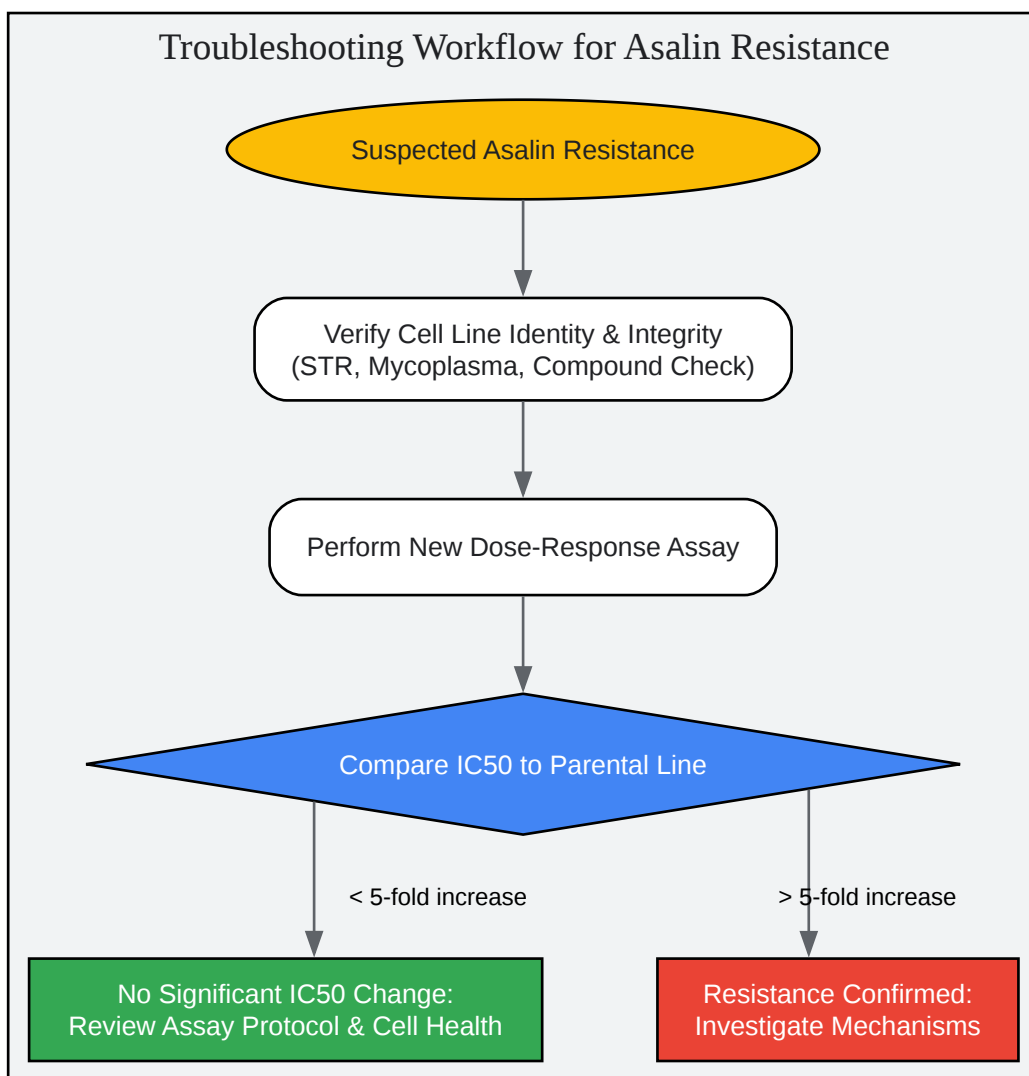 Troubleshooting Workflow for Asalin Resistance
Suspected Asalin Resistance
Verify Cell Line Identity & Integrity
(STR, Mycoplasma, Compound Check)
Perform New Dose-Response Assay
Compare IC50 to Parental Line
< 5-fold increase
> 5-fold increase
No Significant IC50 Change:
Review Assay Protocol & Cell Health
Resistance Confirmed:
Investigate Mechanisms